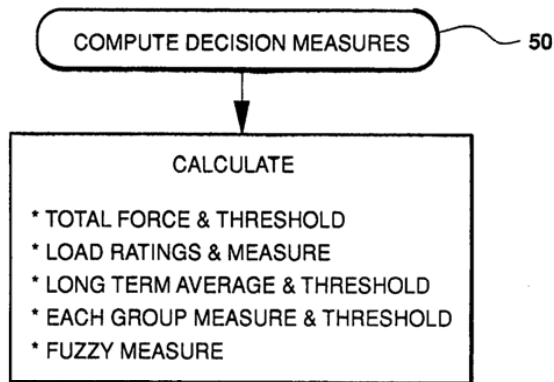 COMPUTE DECISION MEASURES
50
CALCULATE
* TOTAL FORCE & THRESHOLD
* LOAD RATINGS & MEASURE
* LONG TERM AVERAGE & THRESHOLD
* EACH GROUP MEASURE & THRESHOLD
* FUZZY MEASURE